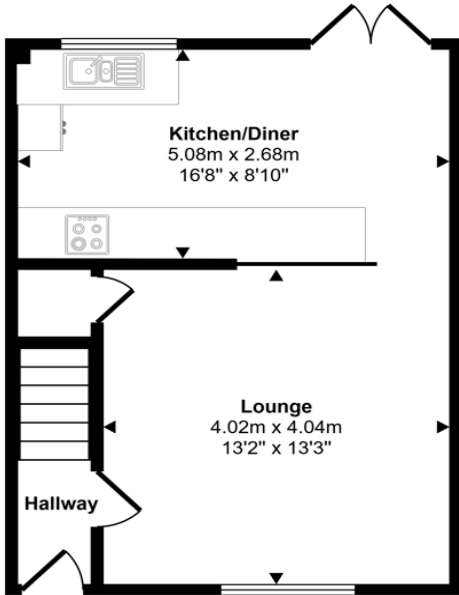 Kitchen/Diner
5.08m x 2.68m
16'8" x 8'10"
Lounge
4.02m x 4.04m
13'2" x 13'3"
Hallway